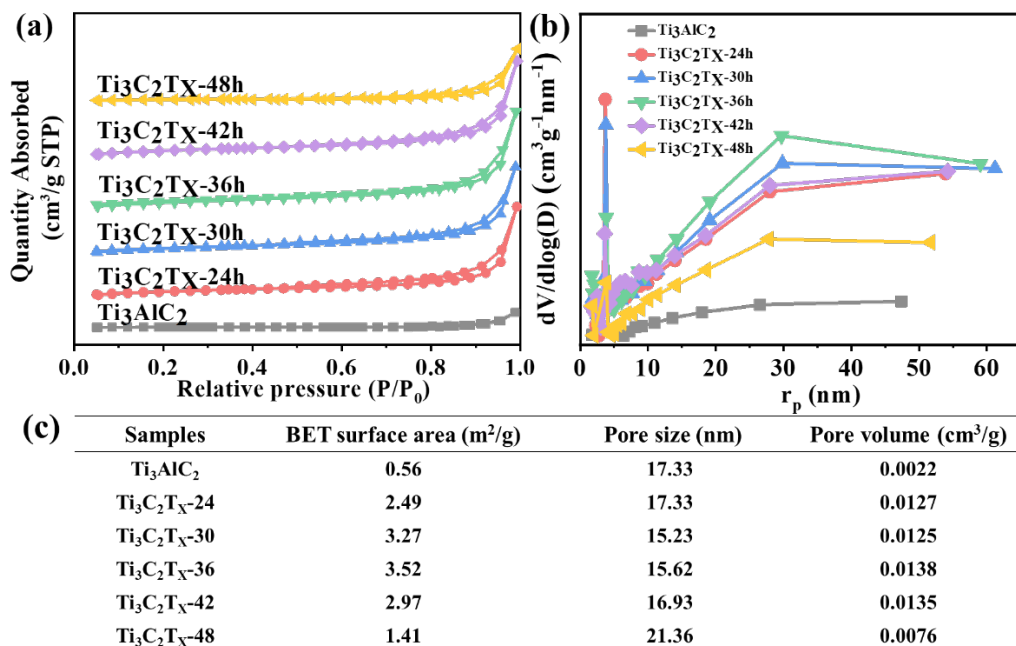 (a)
Quantity Absorbed
(cm³/g STP)
Ti₃C₂Tₓ-48h
Ti₃C₂Tₓ-42h
Ti₃C₂Tₓ-36h
Ti₃C₂Tₓ-30h
Ti₃C₂Tₓ-24h
Ti₃AlC₂
0.0 0.2 0.4 0.6 0.8 1.0
Relative pressure (P/P₀)
(b)
dV/dlog(D) (cm³g⁻¹nm⁻¹)
Ti₃AlC₂
Ti₃C₂Tₓ-24h
Ti₃C₂Tₓ-30h
Ti₃C₂Tₓ-36h
Ti₃C₂Tₓ-42h
Ti₃C₂Tₓ-48h
0 10 20 30 40 50 60
rₚ (nm)
(c)
Samples BET surface area (m²/g) Pore size (nm) Pore volume (cm³/g)
Ti₃AlC₂ 0.56 17.33 0.0022
Ti₃C₂Tₓ-24 2.49 17.33 0.0127
Ti₃C₂Tₓ-30 3.27 15.23 0.0125
Ti₃C₂Tₓ-36 3.52 15.62 0.0138
Ti₃C₂Tₓ-42 2.97 16.93 0.0135
Ti₃C₂Tₓ-48 1.41 21.36 0.0076